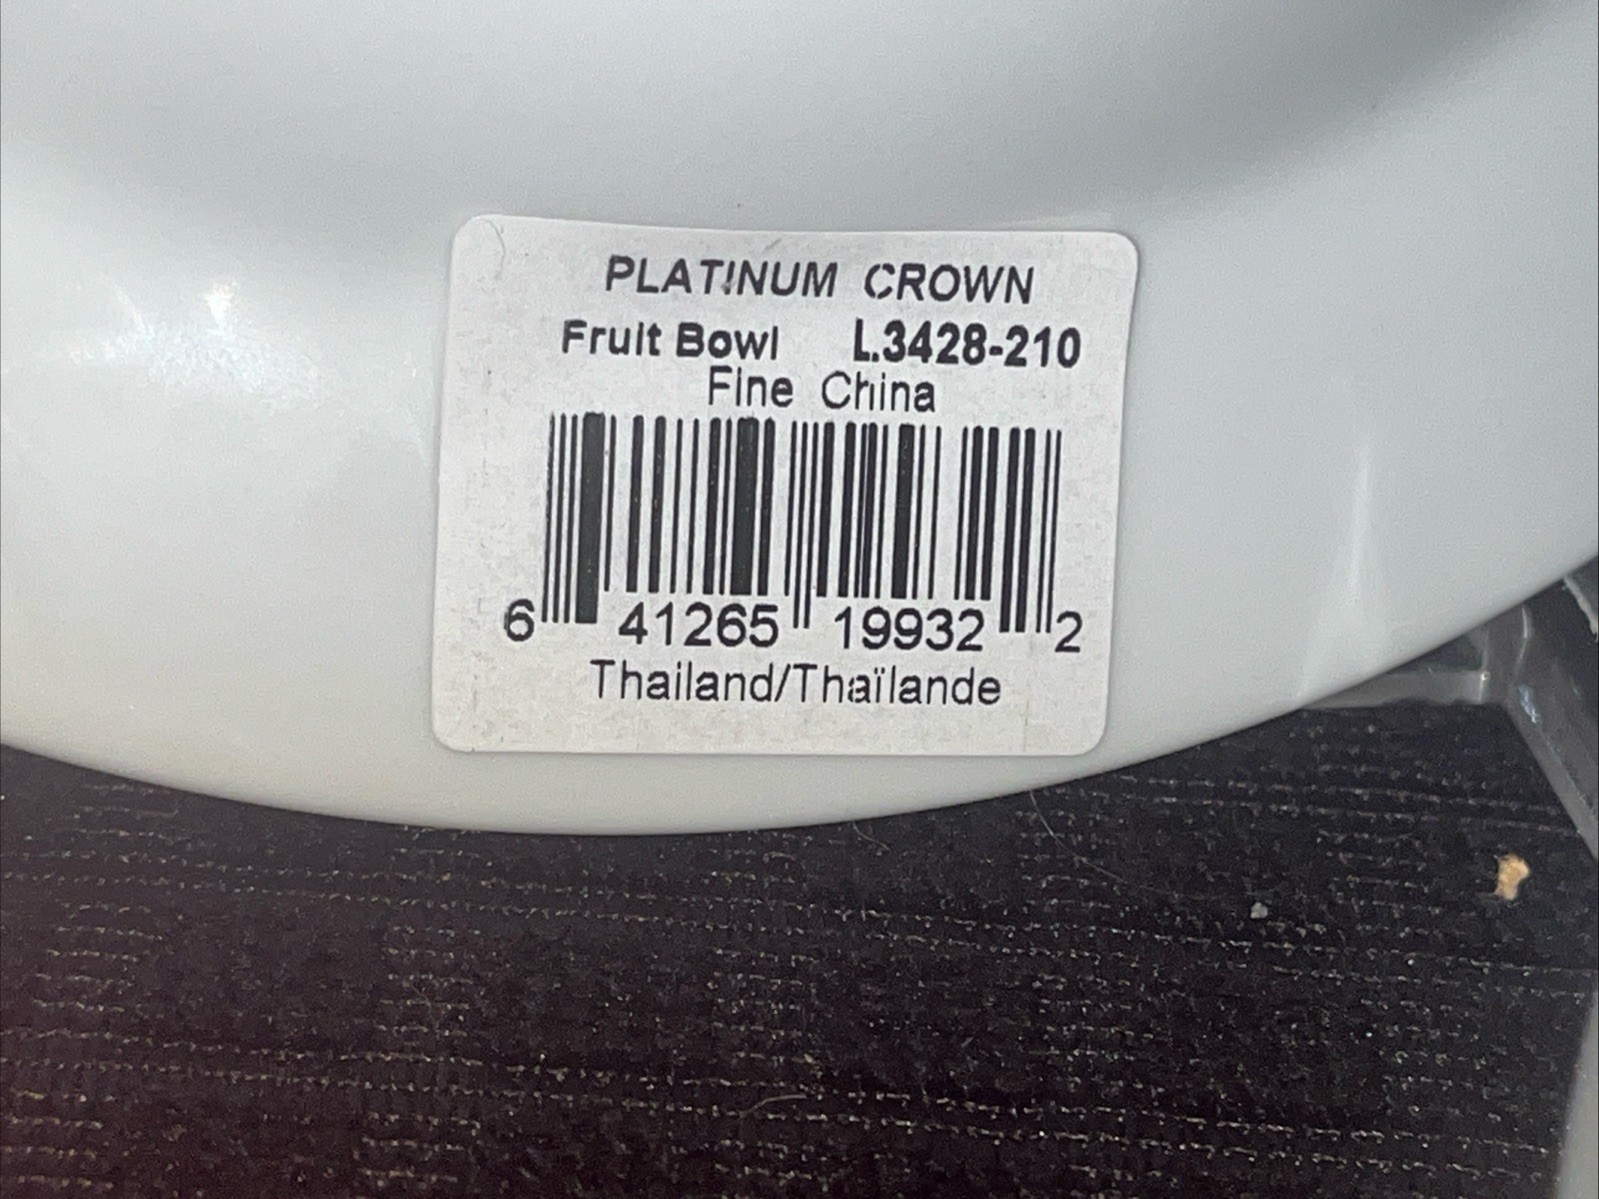 PLATINUM CROWN
Fruit Bowl L.3428-210
Fine China
6 41265 19932 2
Thailand/Thaïlande